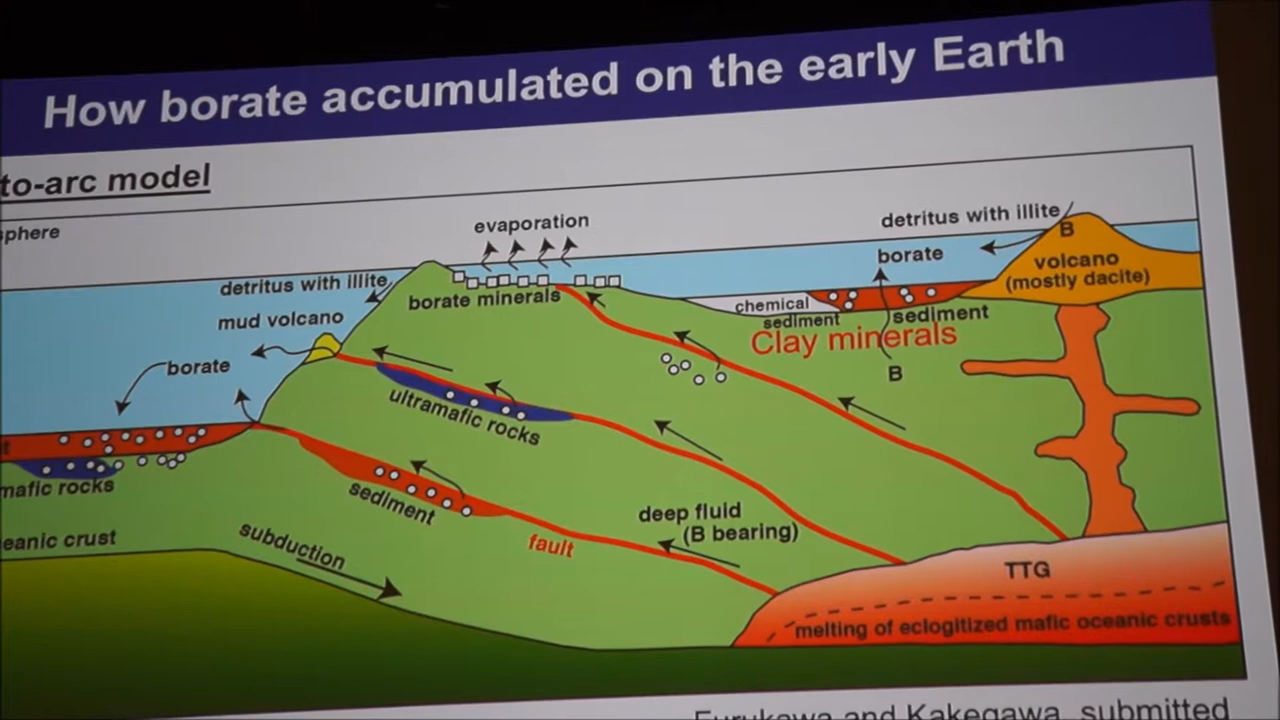 How borate accumulated on the early Earth
to-arc model
sphere
evaporation
detritus with illite
B
borate
volcano
(mostly dacite)
detritus with illite
borate minerals
chemical
sediment
sediment
mud volcano
Clay minerals
borate
B
ultramafic rocks
mafic rocks
sediment
deep fluid
(B bearing)
eanic crust
subduction
fault
TTG
melting of eclogitized mafic oceanic crusts
Furukawa and Kakegawa, submitted